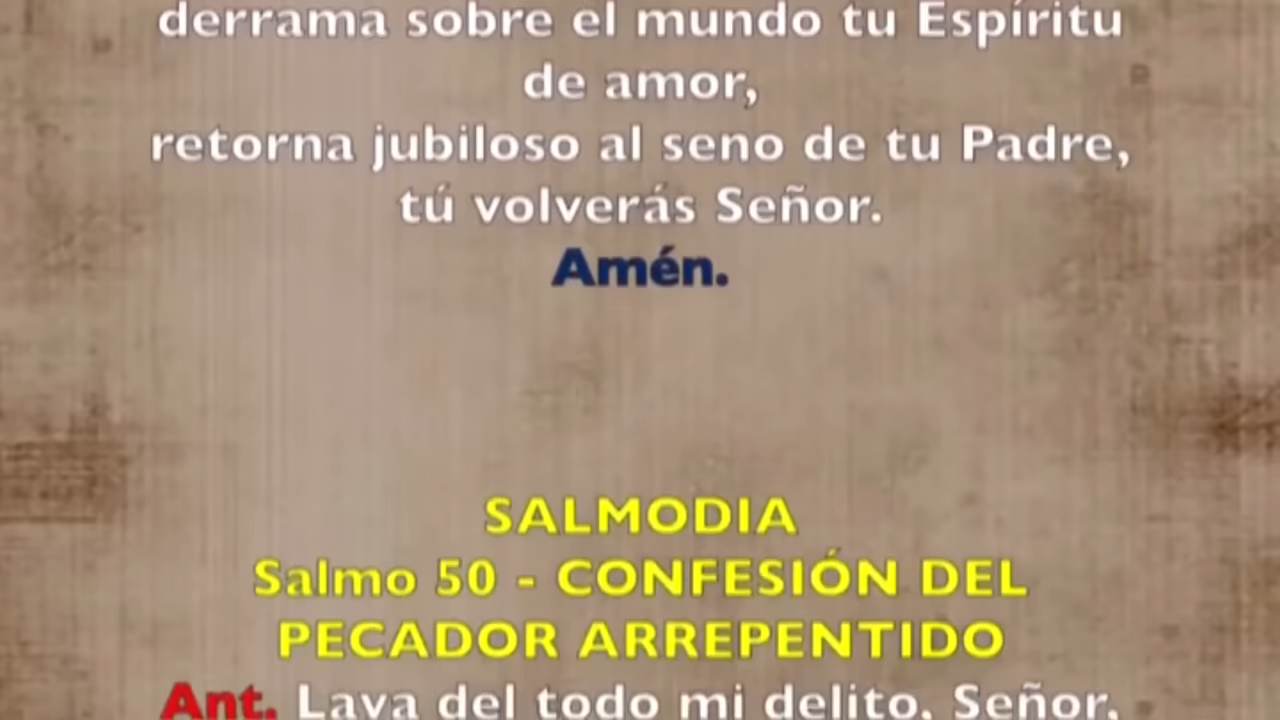 derrama sobre el mundo tu Espíritu
de amor,
retorna jubiloso al seno de tu Padre,
tú volverás Señor.
Amén.
SALMODIA
Salmo 50 - CONFESIÓN DEL
PECADOR ARREPENTIDO
Ant. Lava del todo mi delito, Señor,